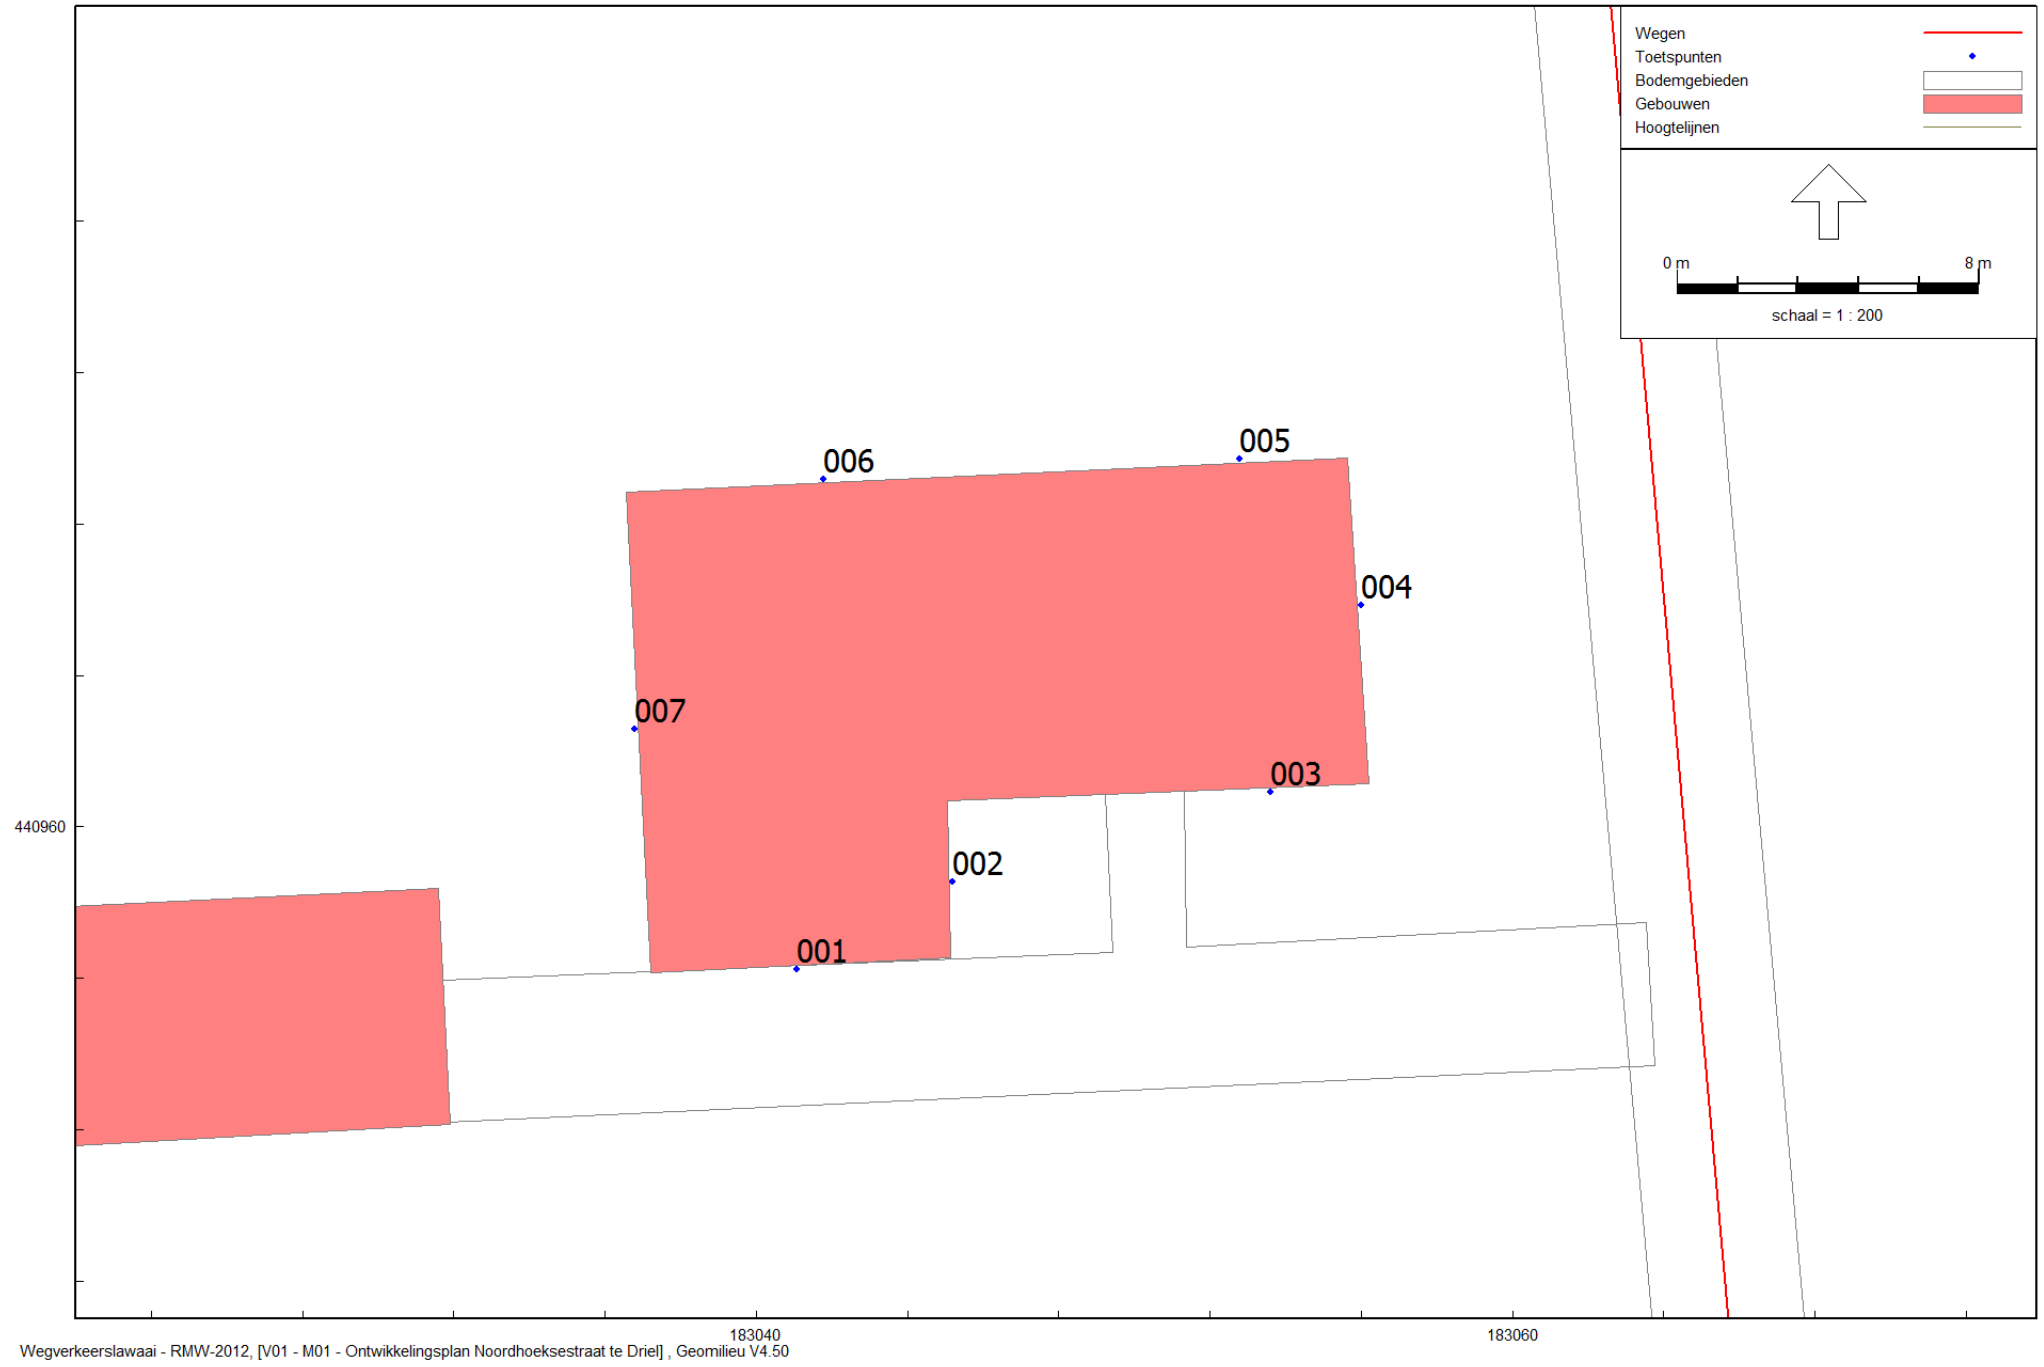 Wegen
Toetspunten
Bodemgebieden
Gebouwen
Hoogtelijnen
0 m 8 m
schaal = 1 : 200
005
006
004
007
003
440960
002
001
183040 183060
Wegverkeerslawaai - RMW-2012, [V01 - M01 - Ontwikkelingsplan Noordhoeksestraat te Driel] , Geomilieu V4.50